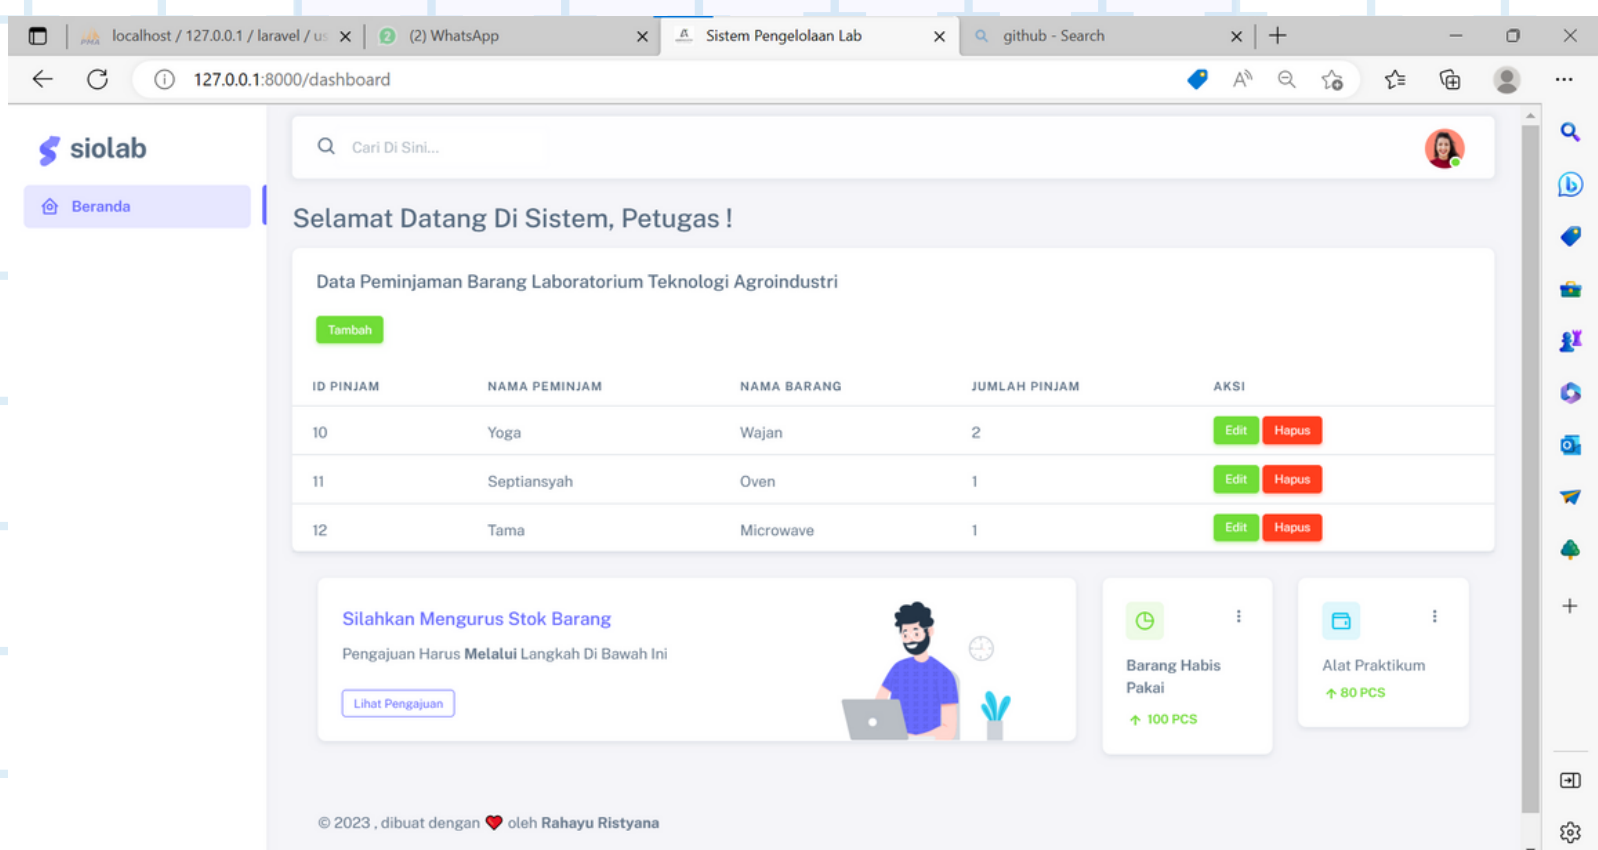 localhost / 127.0.0.1 / laravel / us
(2) WhatsApp
Sistem Pengelolaan Lab
github - Search
127.0.0.1:8000/dashboard
siolab
Cari Di Sini...
Beranda
Selamat Datang Di Sistem, Petugas !
Data Peminjaman Barang Laboratorium Teknologi Agroindustri
Tambah
ID PINJAM NAMA PEMINJAM NAMA BARANG JUMLAH PINJAM AKSI
10 Yoga Wajan 2 Edit Hapus
11 Septiansyah Oven 1 Edit Hapus
12 Tama Microwave 1 Edit Hapus
Silahkan Mengurus Stok Barang
Pengajuan Harus Melalui Langkah Di Bawah Ini
Lihat Pengajuan
Barang Habis
Pakai
100 PCS
Alat Praktikum
80 PCS
© 2023 , dibuat dengan ❤ oleh Rahayu Ristyana